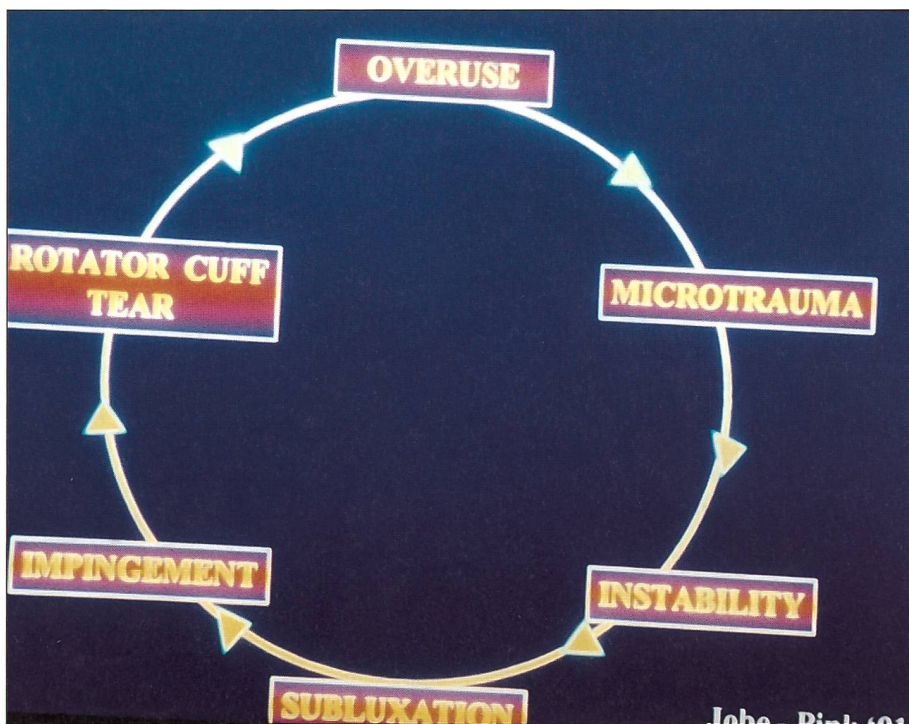 OVERUSE
ROTATOR CUFF
TEAR
MICROTRAUMA
IMPINGEMENT
INSTABILITY
SUBLUXATION
Jobe - Pink